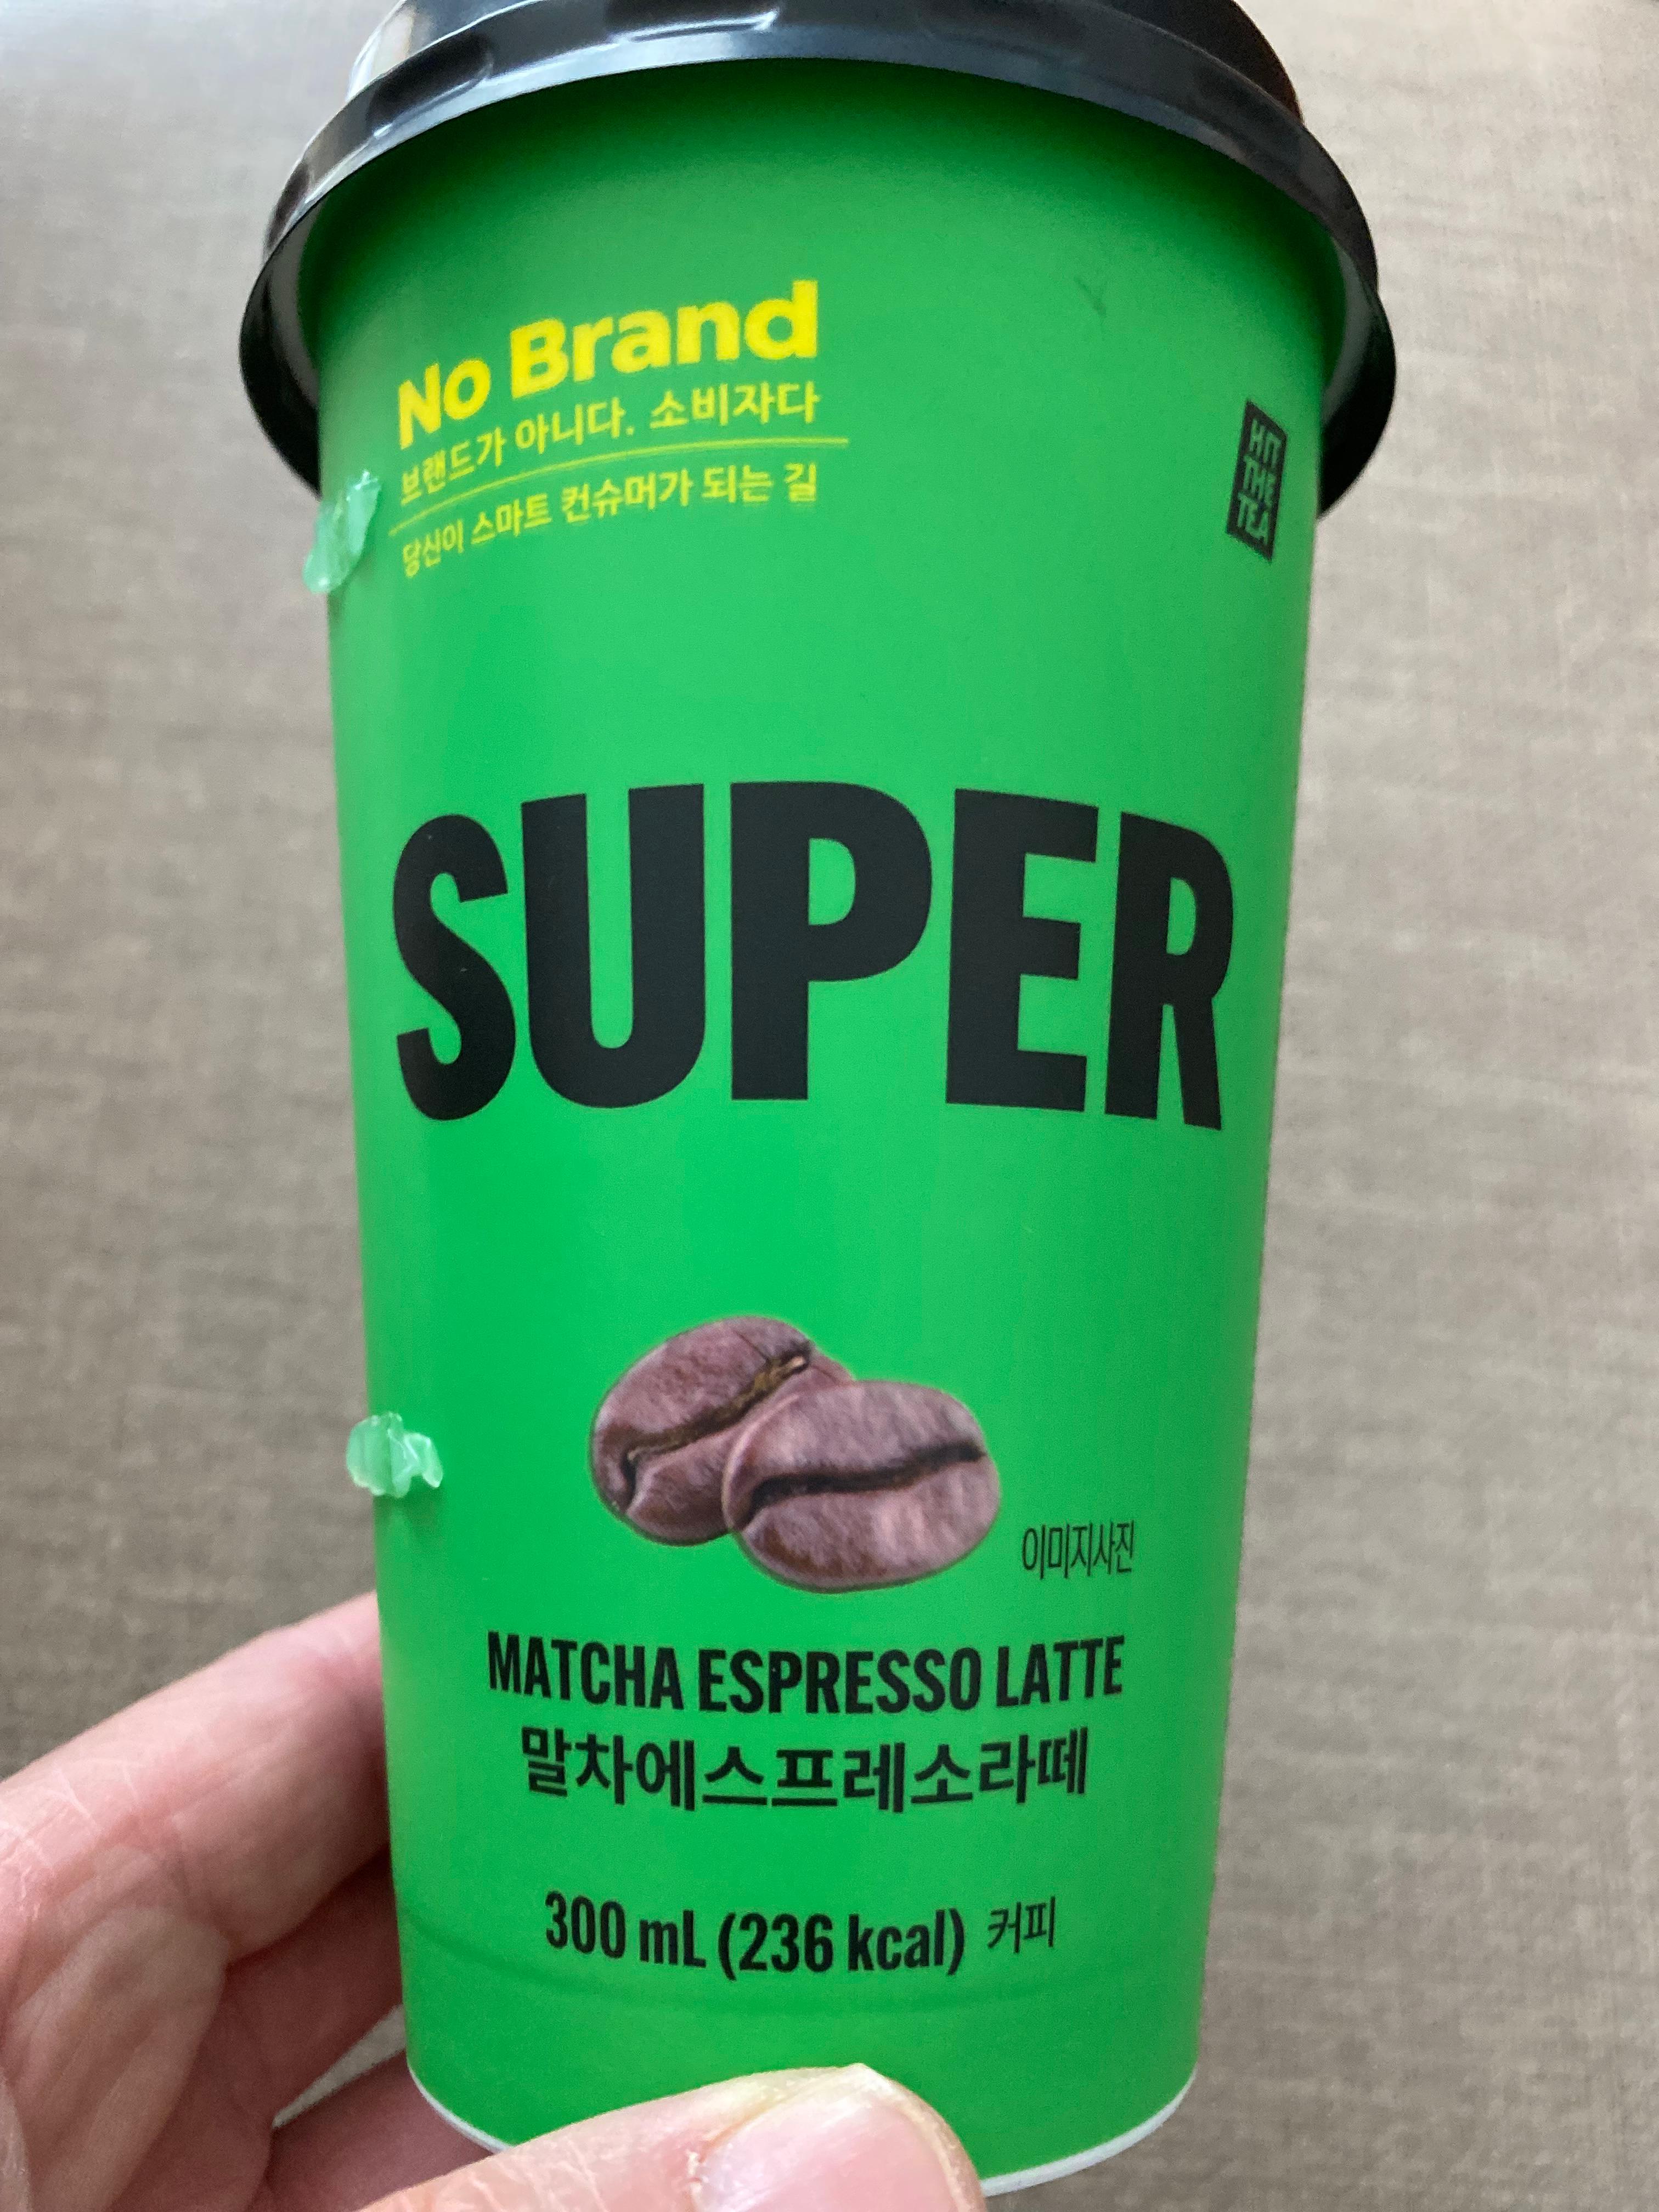 No Brand
브랜드가 아니다. 소비자다
당신이 스마트 컨슈머가 되는 길
HIT
THE
TEA
SUPER
이미지사진
MATCHA ESPRESSO LATTE
말차에스프레소라떼
300 mL (236 kcal) 커피